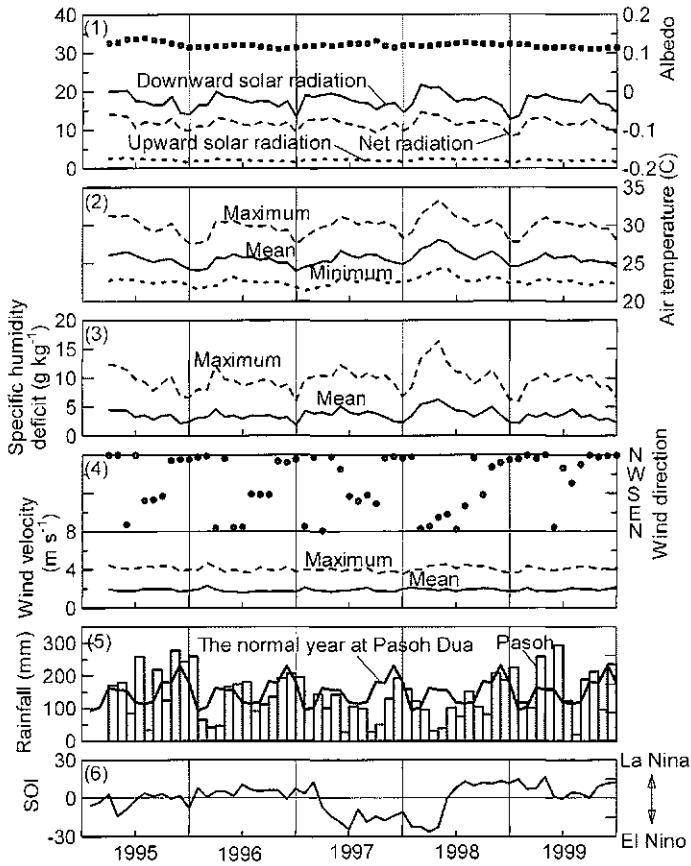 (1)
40
30
20
10
0
Downward solar radiation
Upward solar radiation
Net radiation
0.2
0.1
0
-0.1
-0.2
Albedo
(2)
Maximum
Mean
Minimum
35
30
25
20
Air temperature (C)
(3)
20
15
10
5
0
Specific humidity
deficit (g kg-1)
Maximum
Mean
(4)
N
W
S
E
N
Wind direction
8
4
0
Wind velocity
(m s-1)
Maximum
Mean
(5)
300
200
100
0
Rainfall (mm)
The normal year at Pasoh Dua
Pasoh
(6)
30
0
-30
SOI
La Nina
El Nino
1995
1996
1997
1998
1999